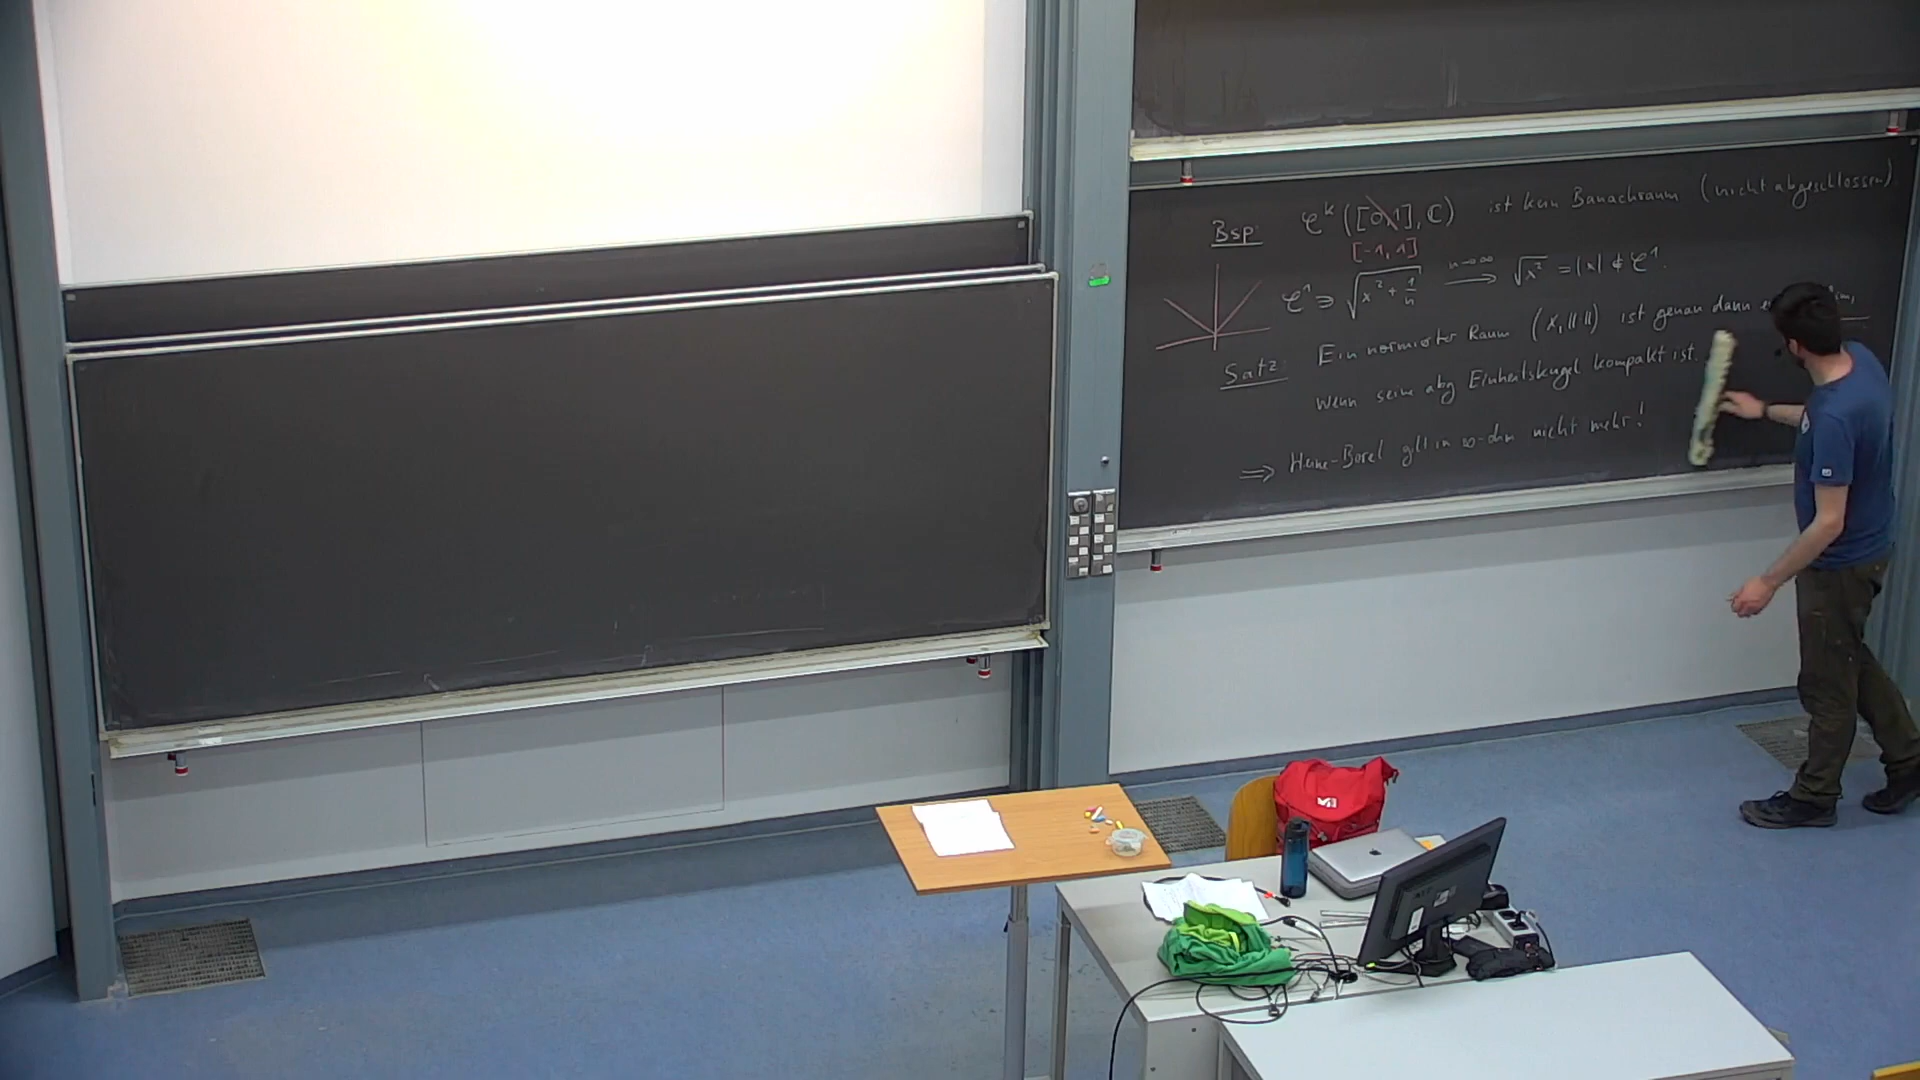 Bsp: 𝒞ᵏ([0,1], ℂ) ist kein Banachraum (nicht abgeschlossen)
[-1,1]
𝒞¹ ∋ √(x² + 1/n) ⟶ √x² = |x| ∉ 𝒞¹.
n→∞
Satz: Ein normierter Raum (X, ‖ ‖) ist genau dann
wenn seine abg Einheitskugel kompakt ist.
⟹ Heine-Borel gilt in ∞-dim nicht mehr!